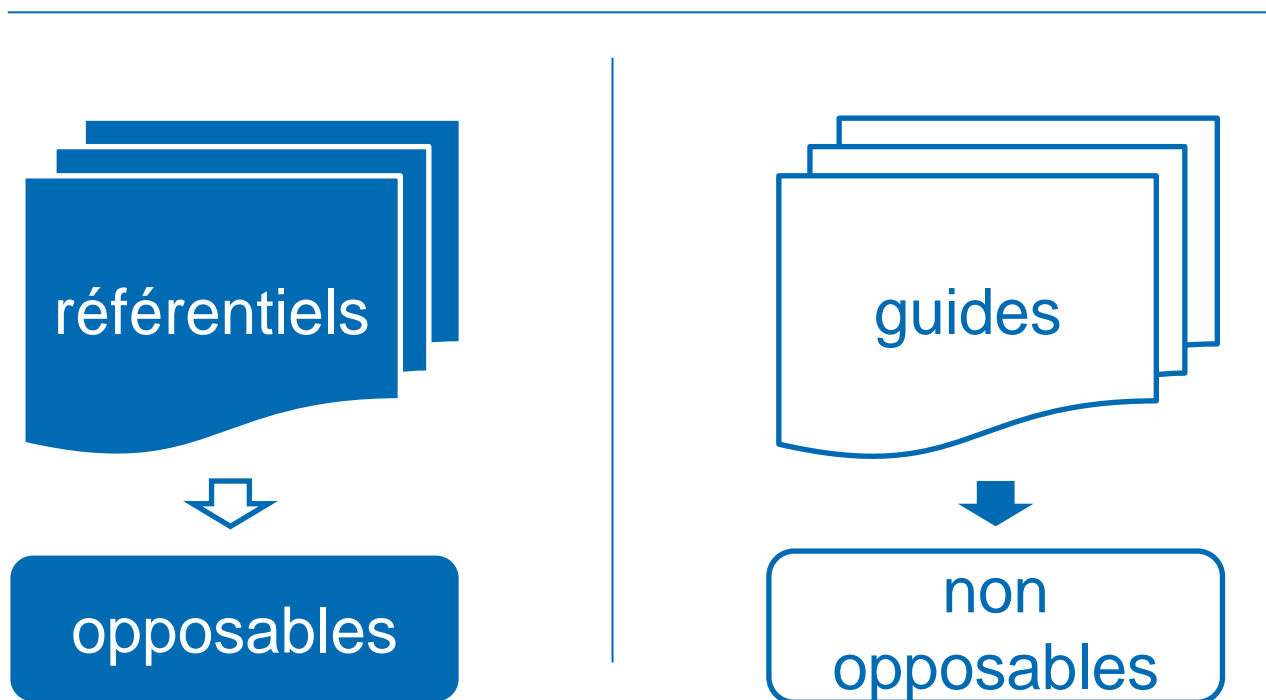 référentiels
opposables
guides
non
opposables